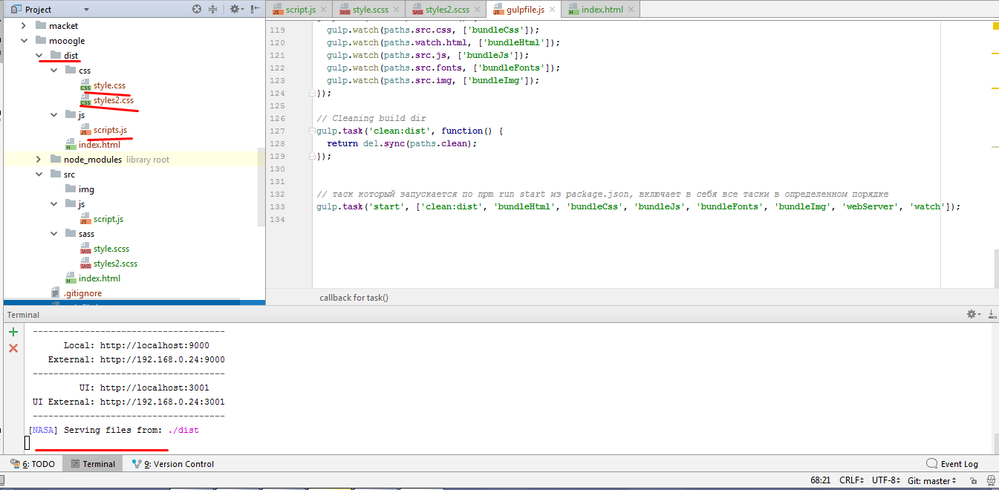 Project
script.js
style.scss
styles2.scss
gulpfile.js
index.html
macket
mooogle
dist
css
style.css
styles2.css
js
scripts.js
index.html
node_modules library root
src
img
js
script.js
sass
style.scss
styles2.scss
index.html
.gitignore
119 gulp.watch(paths.src.css, ['bundleCss']);
120 gulp.watch(paths.watch.html, ['bundleHtml']);
121 gulp.watch(paths.src.js, ['bundleJs']);
122 gulp.watch(paths.src.fonts, ['bundleFonts']);
123 gulp.watch(paths.src.img, ['bundleImg']);
124 });
125
126 // Cleaning build dir
127 gulp.task('clean:dist', function() {
128 return del.sync(paths.clean);
129 });
130
131
132 // таск который запускается по npm run start из package.json, включает в себя все таски в определенном порядке
133 gulp.task('start', ['clean:dist', 'bundleHtml', 'bundleCss', 'bundleJs', 'bundleFonts', 'bundleImg', 'webServer', 'watch']);
134
callback for task()
Terminal
-------------------------------------
Local: http://localhost:9000
External: http://192.168.0.24:9000
-------------------------------------
UI: http://localhost:3001
UI External: http://192.168.0.24:3001
-------------------------------------
[NASA] Serving files from: ./dist
6: TODO
Terminal
9: Version Control
Event Log
68:21 CRLF UTF-8 Git: master